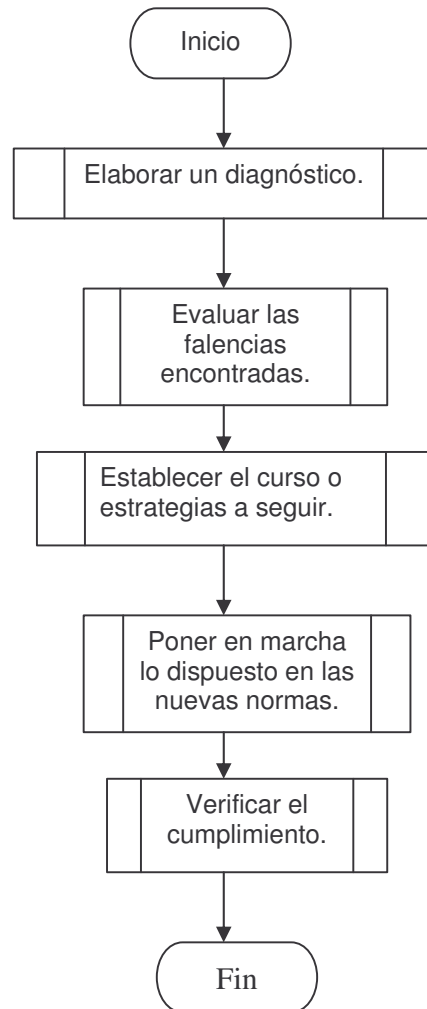 Inicio
Elaborar un diagnóstico.
Evaluar las
falencias
encontradas.
Establecer el curso o
estrategias a seguir.
Poner en marcha
lo dispuesto en las
nuevas normas.
Verificar el
cumplimiento.
Fin